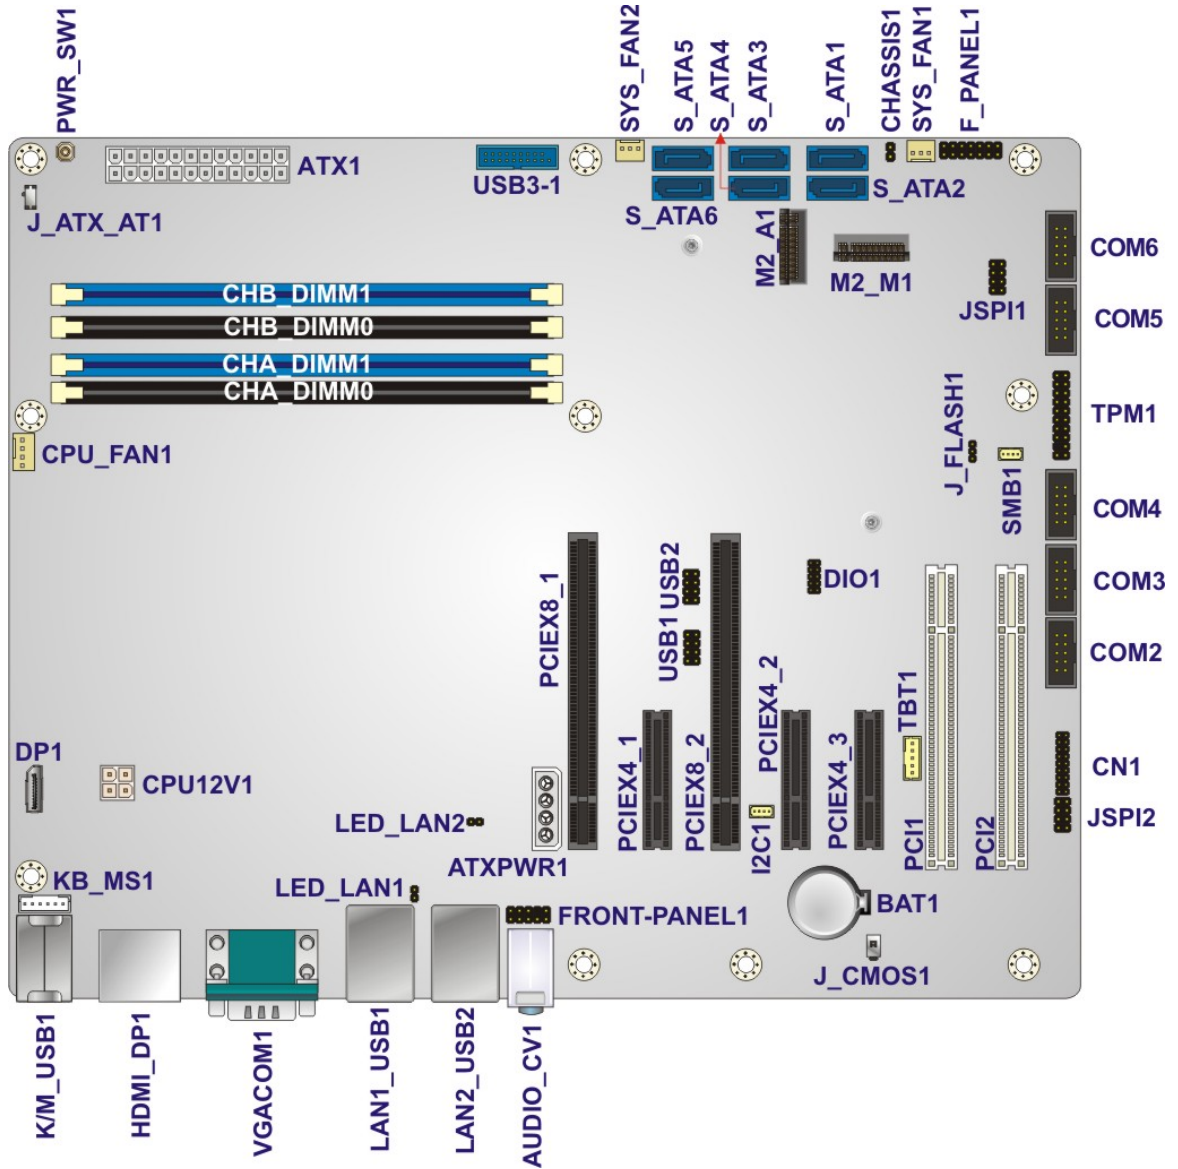 PWR_SW1
SYS_FAN2
S_ATA5
S_ATA4
S_ATA3
S_ATA1
CHASSIS1
SYS_FAN1
F_PANEL1
ATX1
USB3-1
S_ATA2
J_ATX_AT1
S_ATA6
M2_A1
M2_M1
COM6
JSPI1
COM5
CHB_DIMM1
CHB_DIMM0
CHA_DIMM1
CHA_DIMM0
TPM1
CPU_FAN1
J_FLASH1
SMB1
COM4
PCIEX8_1
USB2
USB1
DIO1
COM3
COM2
PCIEX4_2
TBT1
DP1
CPU12V1
PCIEX4_1
PCIEX8_2
PCIEX4_3
CN1
LED_LAN2
I2C1
PCI1
PCI2
JSPI2
ATXPWR1
KB_MS1
LED_LAN1
FRONT-PANEL1
BAT1
J_CMOS1
K/M_USB1
HDMI_DP1
VGACOM1
LAN1_USB1
LAN2_USB2
AUDIO_CV1